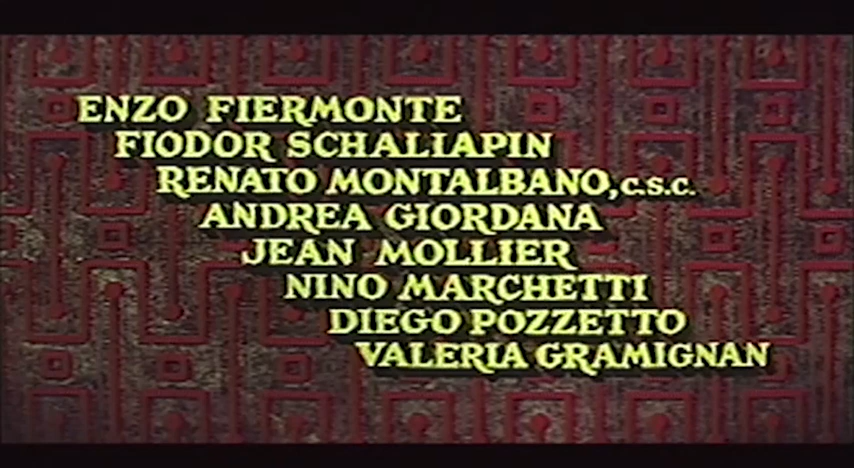 ENZO FIERMONTE
FIODOR SCHALIAPIN
RENATO MONTALBANO, c.s.c.
ANDREA GIORDANA
JEAN MOLLIER
NINO MARCHETTI
DIEGO POZZETTO
VALERIA GRAMIGNAN